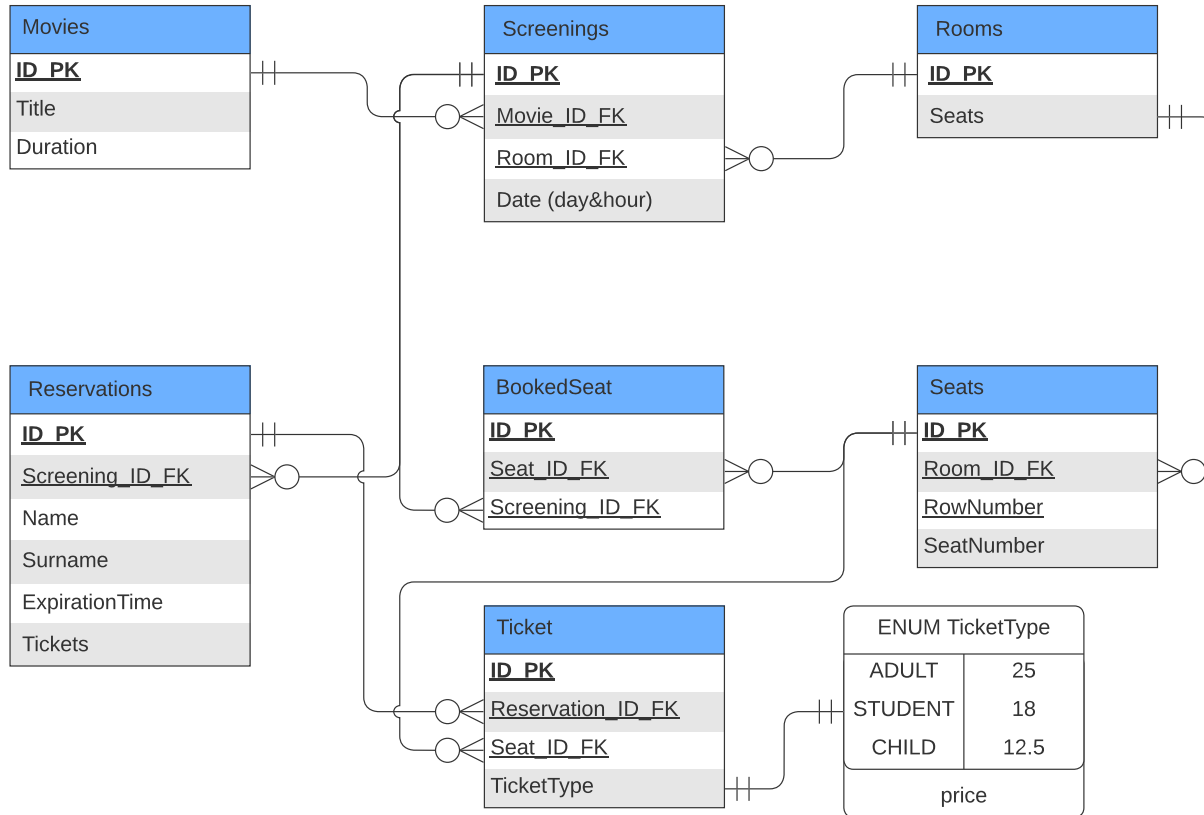 Movies
ID_PK
Title
Duration
Screenings
ID_PK
Movie_ID_FK
Room_ID_FK
Date (day&hour)
Rooms
ID_PK
Seats
Reservations
ID_PK
Screening_ID_FK
Name
Surname
ExpirationTime
Tickets
BookedSeat
ID_PK
Seat_ID_FK
Screening_ID_FK
Seats
ID_PK
Room_ID_FK
RowNumber
SeatNumber
Ticket
ID_PK
Reservation_ID_FK
Seat_ID_FK
TicketType
ENUM TicketType
ADULT 25
STUDENT 18
CHILD 12.5
price